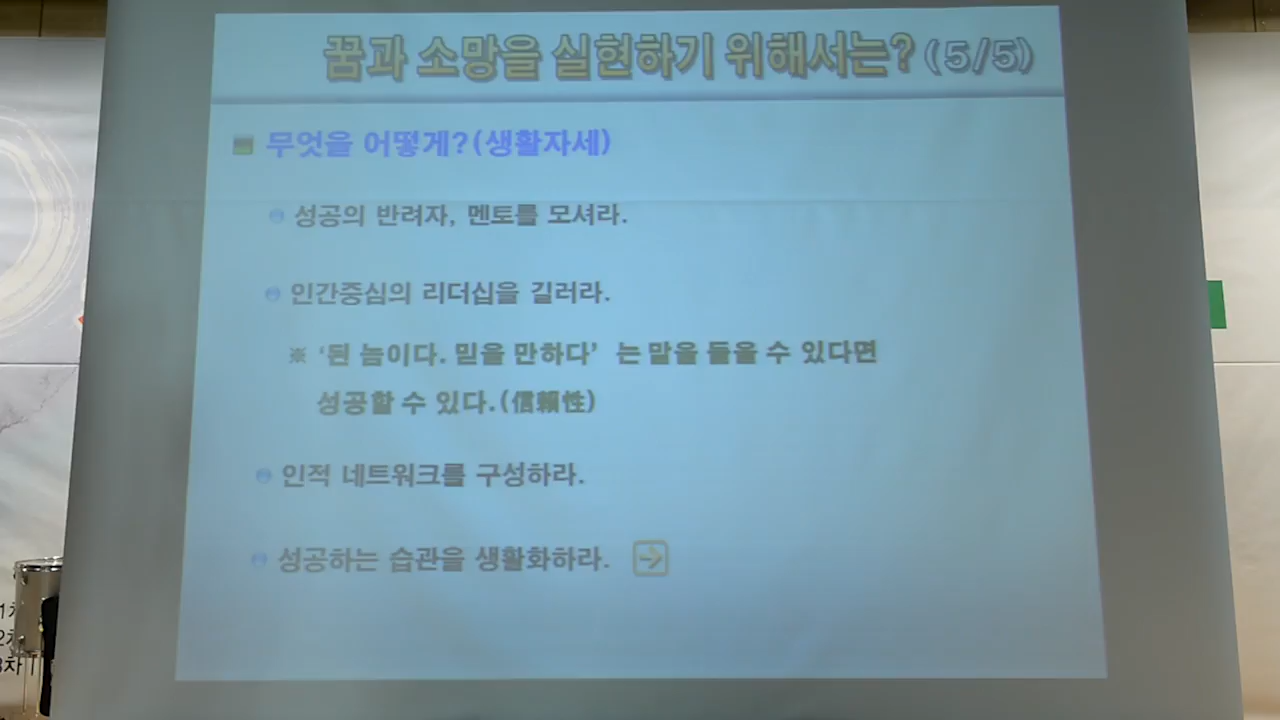 꿈과 소망을 실현하기 위해서는? (5/5)
무엇을 어떻게?(생활자세)
성공의 반려자, 멘토를 모셔라.
인간중심의 리더십을 길러라.
※ ‘된 놈이다. 믿을 만하다’ 는 말을 들을 수 있다면
성공할 수 있다.(信賴性)
인적 네트워크를 구성하라.
성공하는 습관을 생활화하라.